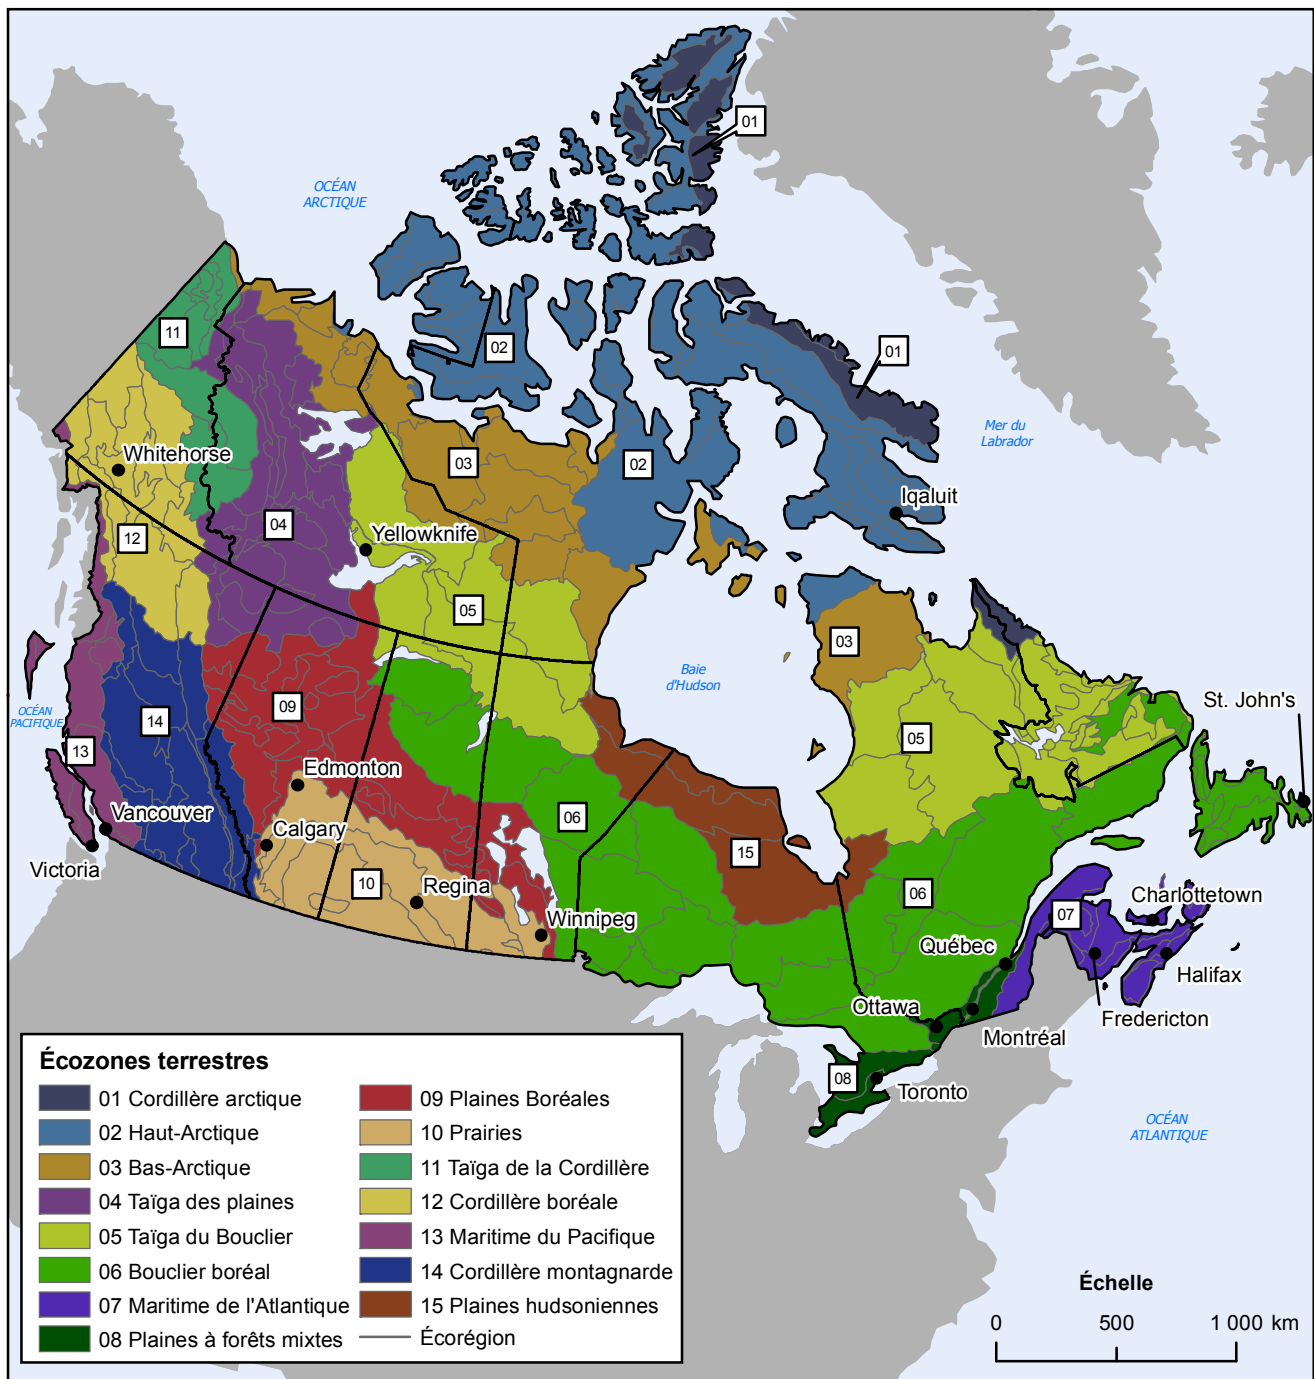 01
OCÉAN
ARCTIQUE
11
02
01
Mer du
Labrador
03
02
Whitehorse
Iqaluit
04
12
Yellowknife
05
03
Baie
d'Hudson
St. John's
OCÉAN
PACIFIQUE
09
14
05
13
Edmonton
Vancouver
06
Calgary
Victoria
15
10
Regina
06
Charlottetown
07
Winnipeg
Québec
Halifax
Ottawa
Fredericton
Montréal
08
Toronto
OCÉAN
ATLANTIQUE
Écozones terrestres
01 Cordillère arctique
02 Haut-Arctique
03 Bas-Arctique
04 Taïga des plaines
05 Taïga du Bouclier
06 Bouclier boréal
07 Maritime de l'Atlantique
08 Plaines à forêts mixtes
09 Plaines Boréales
10 Prairies
11 Taïga de la Cordillère
12 Cordillère boréale
13 Maritime du Pacifique
14 Cordillère montagnarde
15 Plaines hudsoniennes
Écorégion
Échelle
0 500 1 000 km